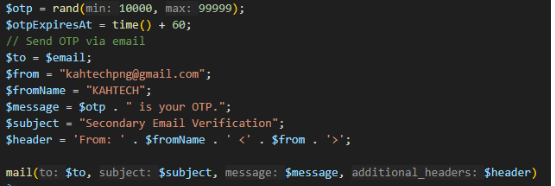 $otp = rand(min: 10000, max: 99999);
$otpExpiresAt = time() + 60;
// Send OTP via email
$to = $email;
$from = "kahtechpng@gmail.com";
$fromName = "KAHTECH";
$message = $otp . " is your OTP.";
$subject = "Secondary Email Verification";
$header = 'From: ' . $fromName . ' <' . $from . '>';
mail(to: $to, subject: $subject, message: $message, additional_headers: $header)